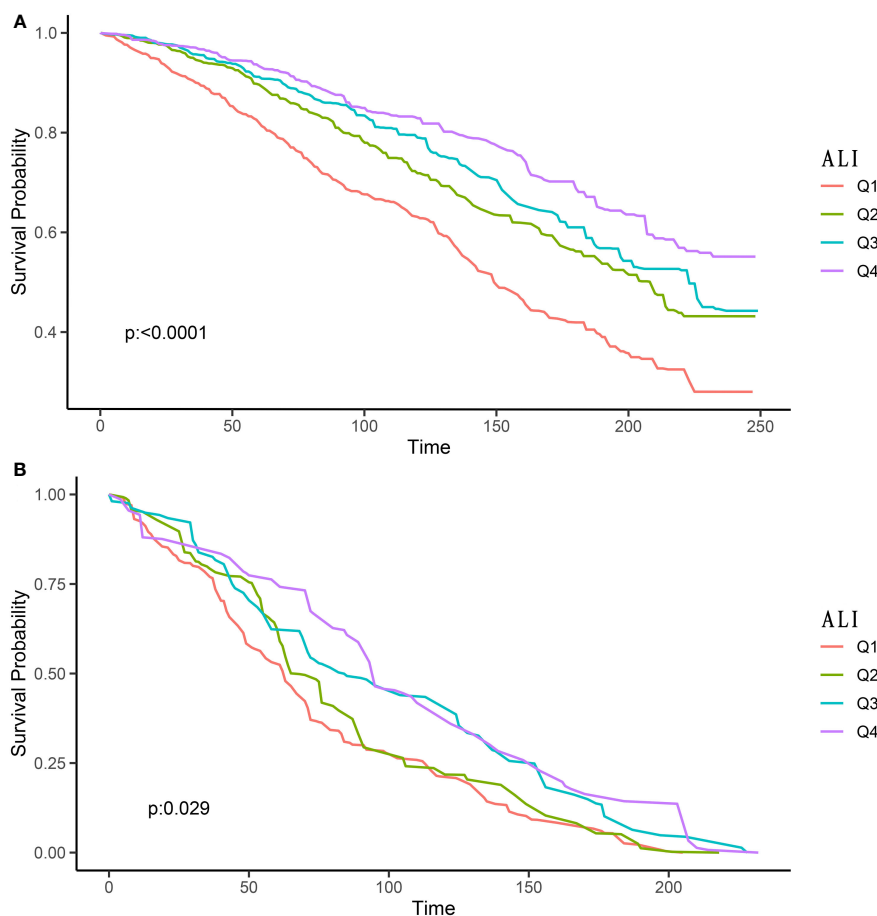 A
1.0
0.8
0.6
0.4
Survival Probability
p:<0.0001
0
50
100
150
200
250
Time
ALI
Q1
Q2
Q3
Q4
B
1.00
0.75
0.50
0.25
0.00
Survival Probability
p:0.029
0
50
100
150
200
Time
ALI
Q1
Q2
Q3
Q4